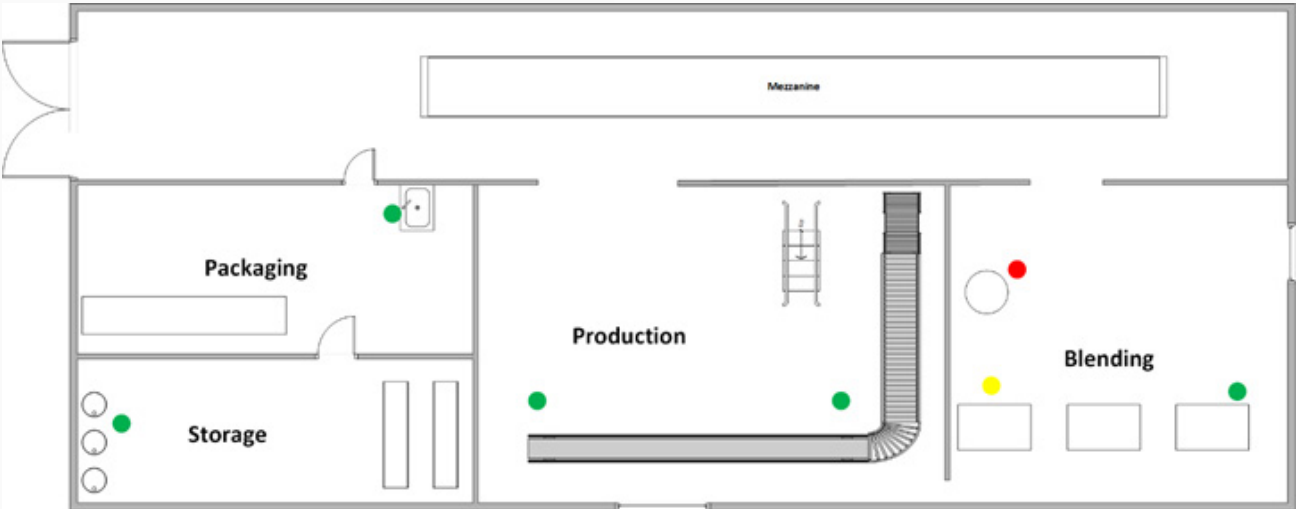 Mezzanine
Packaging
Production
Blending
Storage